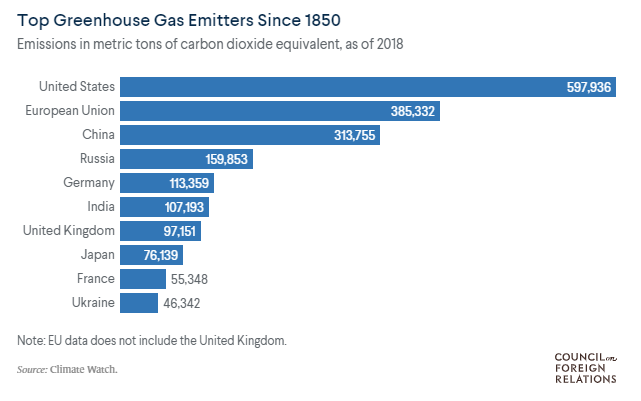 Top Greenhouse Gas Emitters Since 1850
Emissions in metric tons of carbon dioxide equivalent, as of 2018
United States 597,936
European Union 385,332
China 313,755
Russia 159,853
Germany 113,359
India 107,193
United Kingdom 97,151
Japan 76,139
France 55,348
Ukraine 46,342
Note: EU data does not include the United Kingdom.
Source: Climate Watch.
COUNCIL on
FOREIGN
RELATIONS